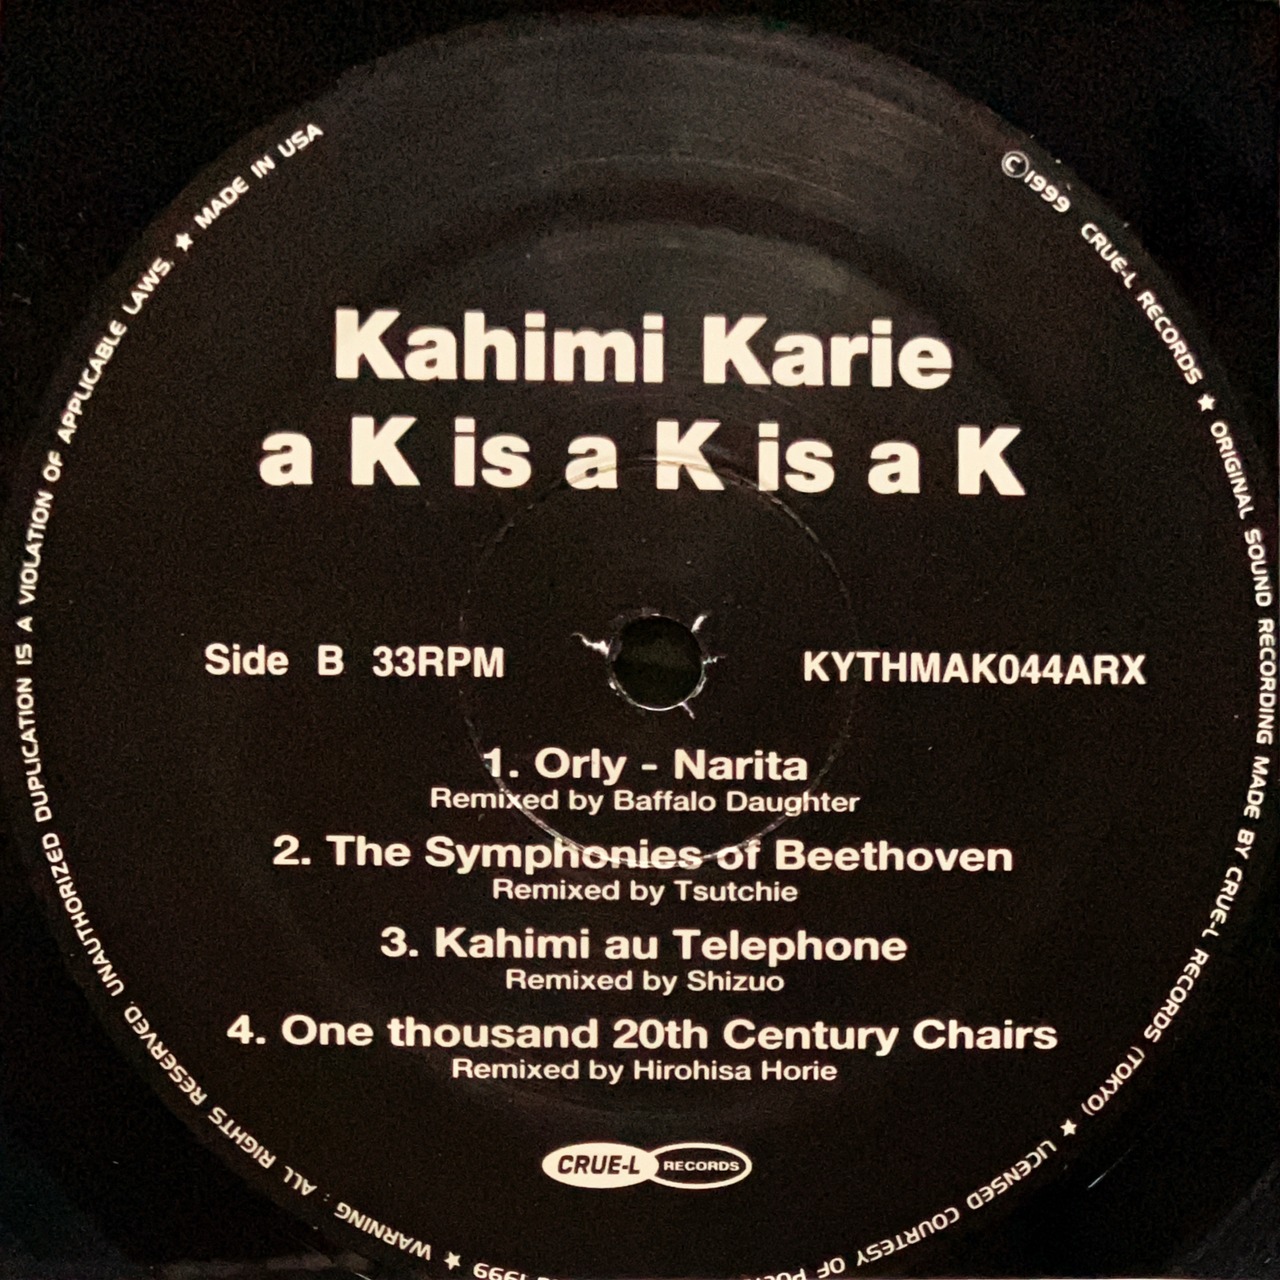 Kahimi Karie
a K is a K is a K
Side B 33RPM
KYTHMAK044ARX
1. Orly - Narita
Remixed by Baffalo Daughter
2. The Symphonies of Beethoven
Remixed by Tsutchie
3. Kahimi au Telephone
Remixed by Shizuo
4. One thousand 20th Century Chairs
Remixed by Hirohisa Horie
CRUE-L RECORDS
©1999 CRUE-L RECORDS ★ ORIGINAL SOUND RECORDING MADE BY CRUE-L RECORDS (TOKYO) ★ LICENSED COURTESY OF
1999 ★ WARNING : ALL RIGHTS RESERVED. UNAUTHORIZED DUPLICATION IS A VIOLATION OF APPLICABLE LAWS. ★ MADE IN USA